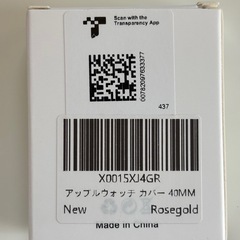 Scan with the
Transparency App
00782097633377
437
X0015XJ4GR
アップルウォッチ カバー 40MM
New
Rosegold
Made in China